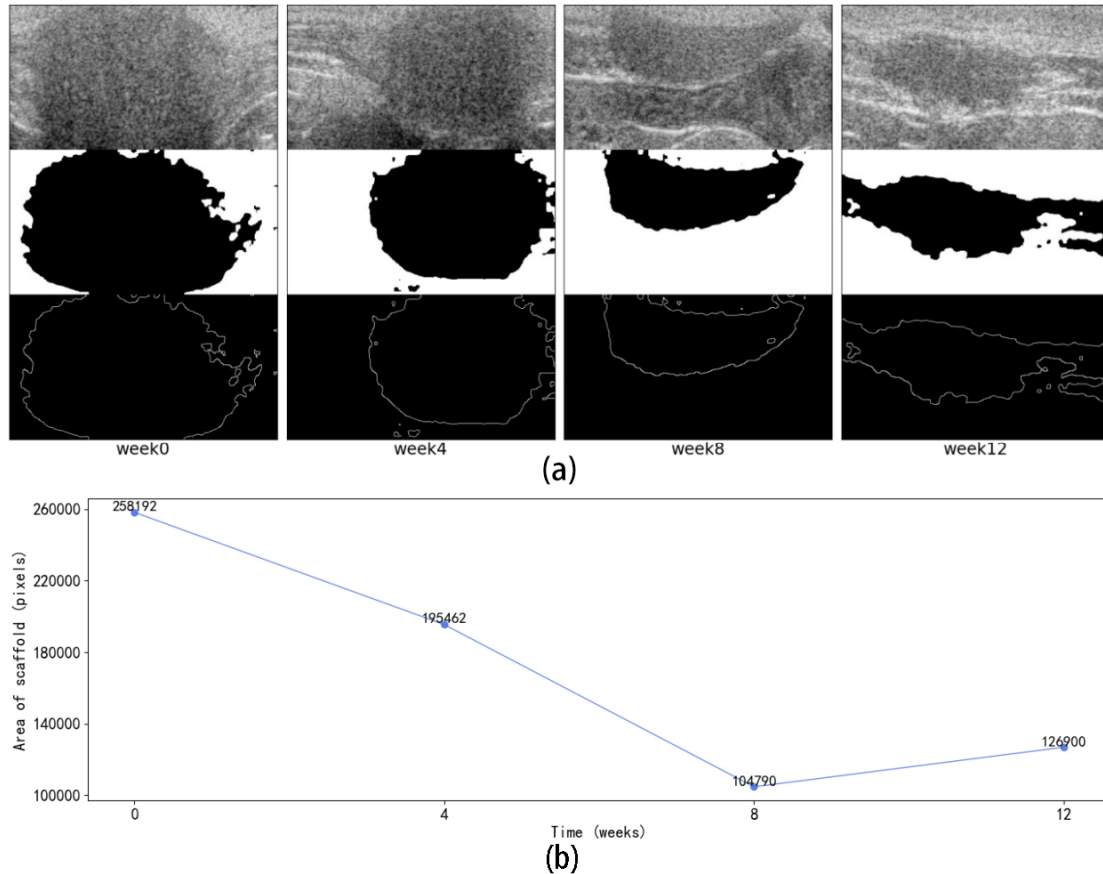 week0 week4 week8 week12
(a)
260000
258192
220000
195462
180000
140000
126900
104790
100000
Area of scaffold (pixels)
0 4 8 12
Time (weeks)
(b)